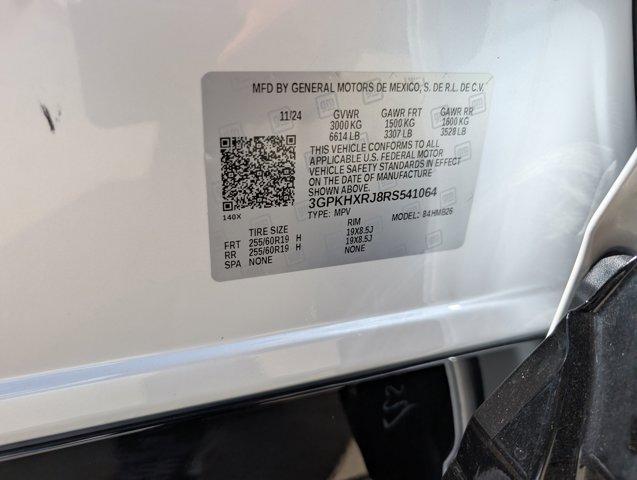 MFD BY GENERAL MOTORS DE MEXICO, S. DE R.L. DE C.V.
11/24 GVWR GAWR FRT GAWR RR
3000 KG 1500 KG 1600 KG
6614 LB 3307 LB 3528 LB
THIS VEHICLE CONFORMS TO ALL
APPLICABLE U.S. FEDERAL MOTOR
VEHICLE SAFETY STANDARDS IN EFFECT
ON THE DATE OF MANUFACTURE
SHOWN ABOVE.
3GPKHXRJ8RS541064
140X
TYPE: MPV MODEL: 84HMB26
TIRE SIZE RIM
FRT 255/60R19 H 19X8.5J
RR 255/60R19 H 19X8.5J
SPA NONE NONE